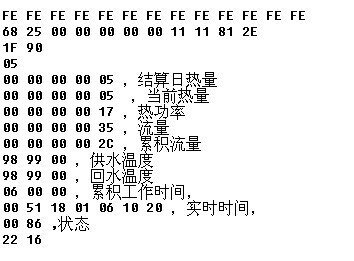 FE FE FE FE FE FE FE FE FE FE FE FE FE
68 25 00 00 00 00 00 11 11 81 2E
1F 90
05
00 00 00 00 05 , 结算日热量
00 00 00 00 05 , 当前热量
00 00 00 00 17 , 热功率
00 00 00 00 35 , 流量
00 00 00 00 2C , 累积流量
98 99 00 , 供水温度
98 99 00 , 回水温度
06 00 00 , 累积工作时间,
00 51 18 01 06 10 20 , 实时时间,
00 86 ,状态
22 16